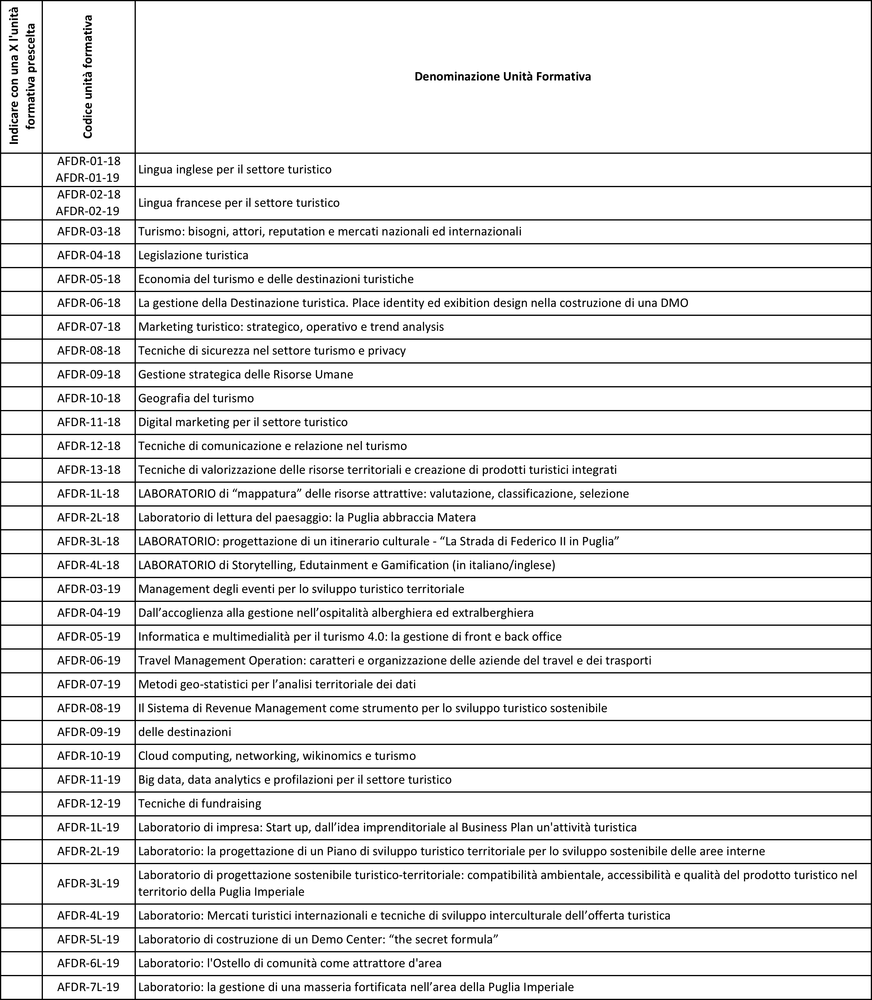 Indicare con una X l'unità
formativa prescelta
Codice unità formativa
Denominazione Unità Formativa
AFDR-01-18
AFDR-01-19
Lingua inglese per il settore turistico
AFDR-02-18
AFDR-02-19
Lingua francese per il settore turistico
AFDR-03-18 Turismo: bisogni, attori, reputation e mercati nazionali ed internazionali
AFDR-04-18 Legislazione turistica
AFDR-05-18 Economia del turismo e delle destinazioni turistiche
AFDR-06-18 La gestione della Destinazione turistica. Place identity ed exibition design nella costruzione di una DMO
AFDR-07-18 Marketing turistico: strategico, operativo e trend analysis
AFDR-08-18 Tecniche di sicurezza nel settore turismo e privacy
AFDR-09-18 Gestione strategica delle Risorse Umane
AFDR-10-18 Geografia del turismo
AFDR-11-18 Digital marketing per il settore turistico
AFDR-12-18 Tecniche di comunicazione e relazione nel turismo
AFDR-13-18 Tecniche di valorizzazione delle risorse territoriali e creazione di prodotti turistici integrati
AFDR-1L-18 LABORATORIO di “mappatura” delle risorse attrattive: valutazione, classificazione, selezione
AFDR-2L-18 Laboratorio di lettura del paesaggio: la Puglia abbraccia Matera
AFDR-3L-18 LABORATORIO: progettazione di un itinerario culturale - “La Strada di Federico II in Puglia”
AFDR-4L-18 LABORATORIO di Storytelling, Edutainment e Gamification (in italiano/inglese)
AFDR-03-19 Management degli eventi per lo sviluppo turistico territoriale
AFDR-04-19 Dall’accoglienza alla gestione nell’ospitalità alberghiera ed extralberghiera
AFDR-05-19 Informatica e multimedialità per il turismo 4.0: la gestione di front e back office
AFDR-06-19 Travel Management Operation: caratteri e organizzazione delle aziende del travel e dei trasporti
AFDR-07-19 Metodi geo-statistici per l’analisi territoriale dei dati
AFDR-08-19 Il Sistema di Revenue Management come strumento per lo sviluppo turistico sostenibile
AFDR-09-19 delle destinazioni
AFDR-10-19 Cloud computing, networking, wikinomics e turismo
AFDR-11-19 Big data, data analytics e profilazioni per il settore turistico
AFDR-12-19 Tecniche di fundraising
AFDR-1L-19 Laboratorio di impresa: Start up, dall’idea imprenditoriale al Business Plan un'attività turistica
AFDR-2L-19 Laboratorio: la progettazione di un Piano di sviluppo turistico territoriale per lo sviluppo sostenibile delle aree interne
AFDR-3L-19 Laboratorio di progettazione sostenibile turistico-territoriale: compatibilità ambientale, accessibilità e qualità del prodotto turistico nel
territorio della Puglia Imperiale
AFDR-4L-19 Laboratorio: Mercati turistici internazionali e tecniche di sviluppo interculturale dell’offerta turistica
AFDR-5L-19 Laboratorio di costruzione di un Demo Center: “the secret formula”
AFDR-6L-19 Laboratorio: l'Ostello di comunità come attrattore d'area
AFDR-7L-19 Laboratorio: la gestione di una masseria fortificata nell’area della Puglia Imperiale